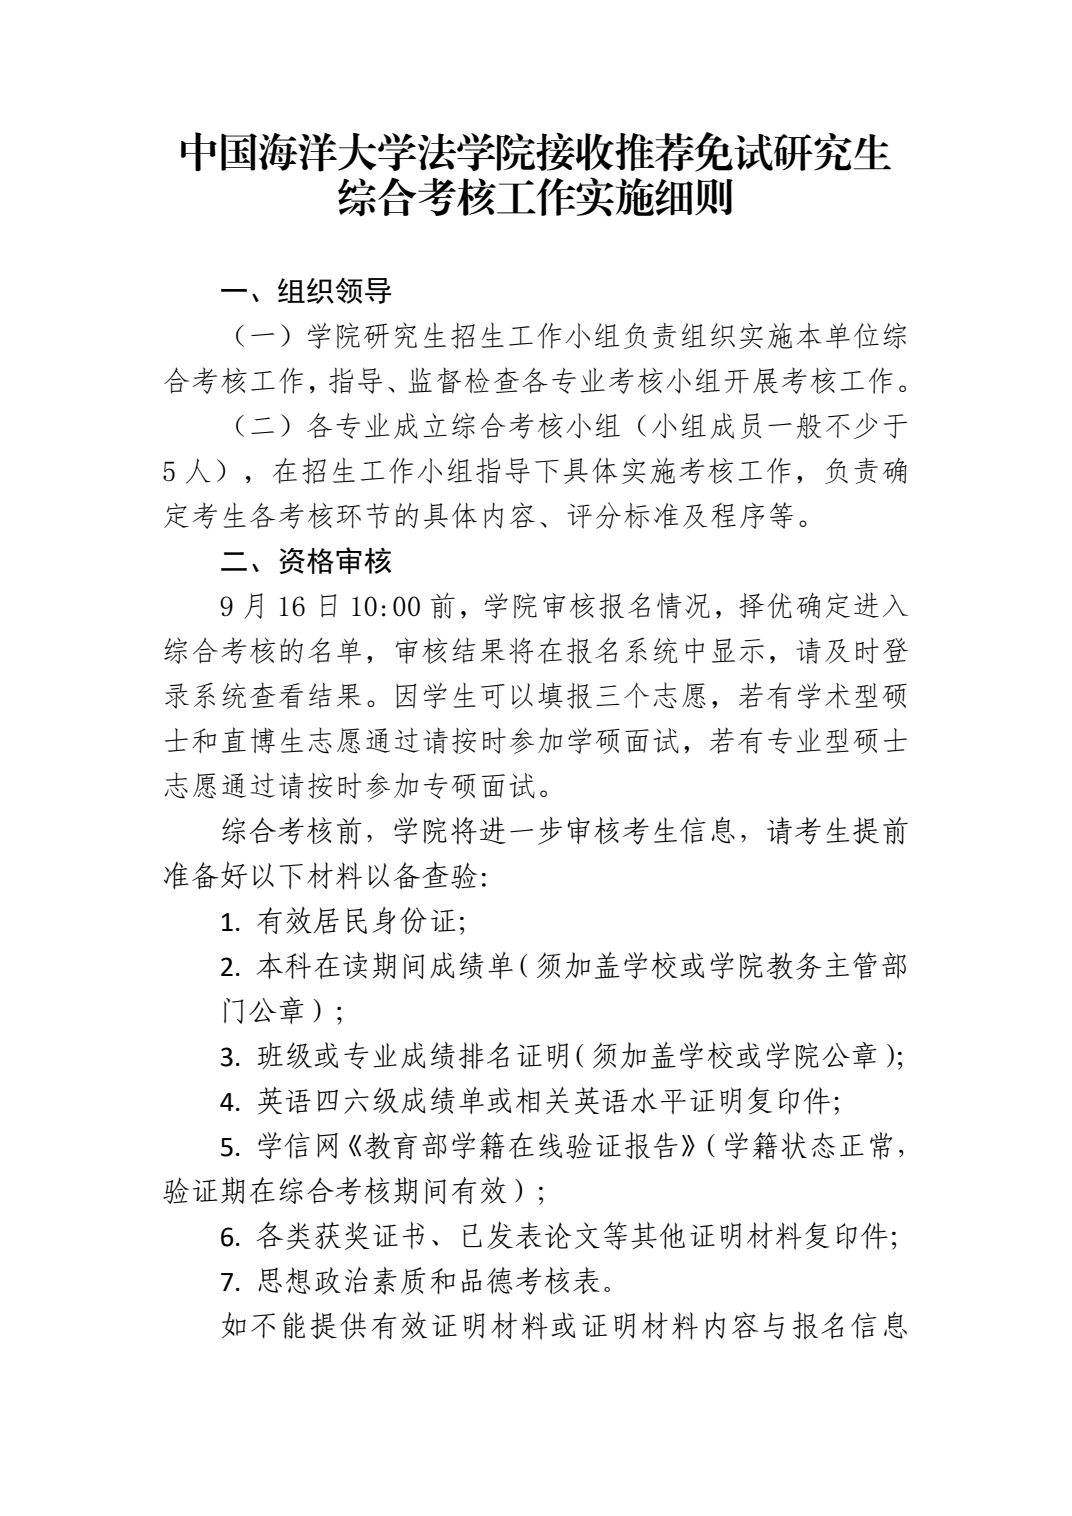 中国海洋大学法学院接收推荐免试研究生
综合考核工作实施细则
一、组织领导
（一）学院研究生招生工作小组负责组织实施本单位综
合考核工作，指导、监督检查各专业考核小组开展考核工作。
（二）各专业成立综合考核小组（小组成员一般不少于
5 人），在招生工作小组指导下具体实施考核工作，负责确
定考生各考核环节的具体内容、评分标准及程序等。
二、资格审核
9 月 16 日 10:00 前，学院审核报名情况，择优确定进入
综合考核的名单，审核结果将在报名系统中显示，请及时登
录系统查看结果。因学生可以填报三个志愿，若有学术型硕
士和直博生志愿通过请按时参加学硕面试，若有专业型硕士
志愿通过请按时参加专硕面试。
综合考核前，学院将进一步审核考生信息，请考生提前
准备好以下材料以备查验：
1. 有效居民身份证；
2. 本科在读期间成绩单（须加盖学校或学院教务主管部
门公章）；
3. 班级或专业成绩排名证明（须加盖学校或学院公章）；
4. 英语四六级成绩单或相关英语水平证明复印件；
5. 学信网《教育部学籍在线验证报告》（学籍状态正常，
验证期在综合考核期间有效）；
6. 各类获奖证书、已发表论文等其他证明材料复印件；
7. 思想政治素质和品德考核表。
如不能提供有效证明材料或证明材料内容与报名信息